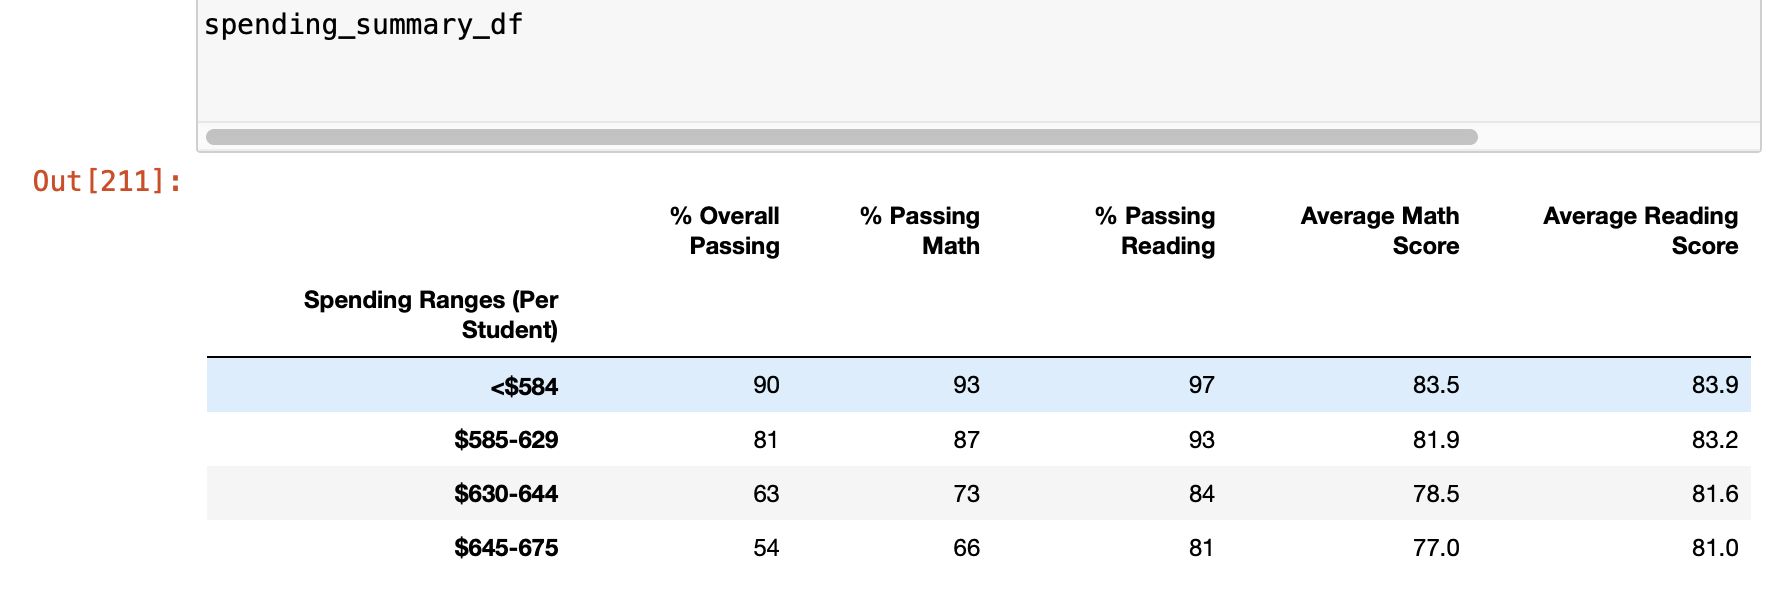 spending_summary_df
Out[211]:
% Overall Passing % Passing Math % Passing Reading Average Math Score Average Reading Score
Spending Ranges (Per Student)
<$584 90 93 97 83.5 83.9
$585-629 81 87 93 81.9 83.2
$630-644 63 73 84 78.5 81.6
$645-675 54 66 81 77.0 81.0